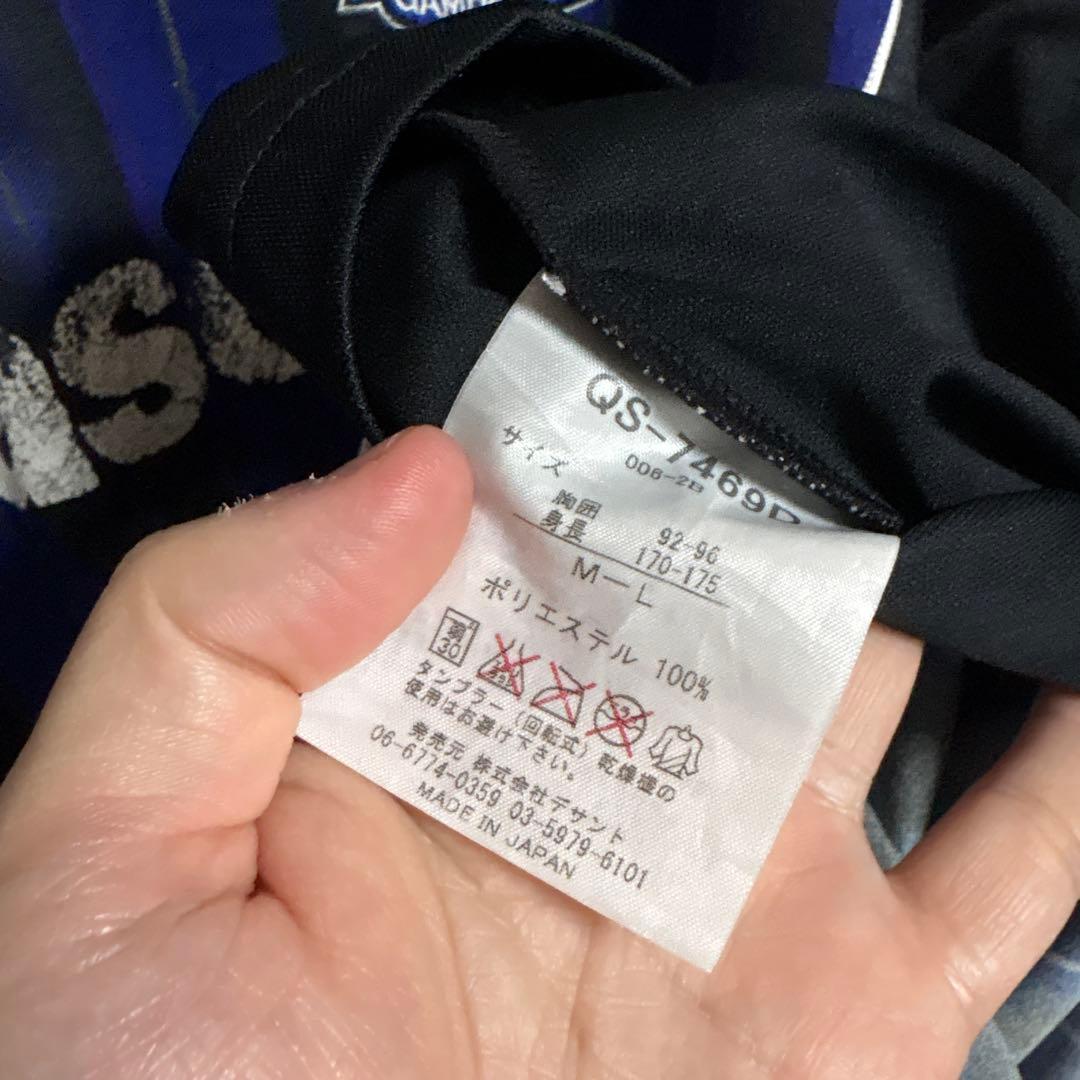 QS-7469D
006-2B
サイズ
胸囲 92-96
身長 170-175
M-L
ポリエステル 100%
弱
30
タンブラー(回転式)乾燥機の
使用はお避け下さい。
発売元 株式会社デサント
06-6774-0359 03-5979-6101
MADE IN JAPAN